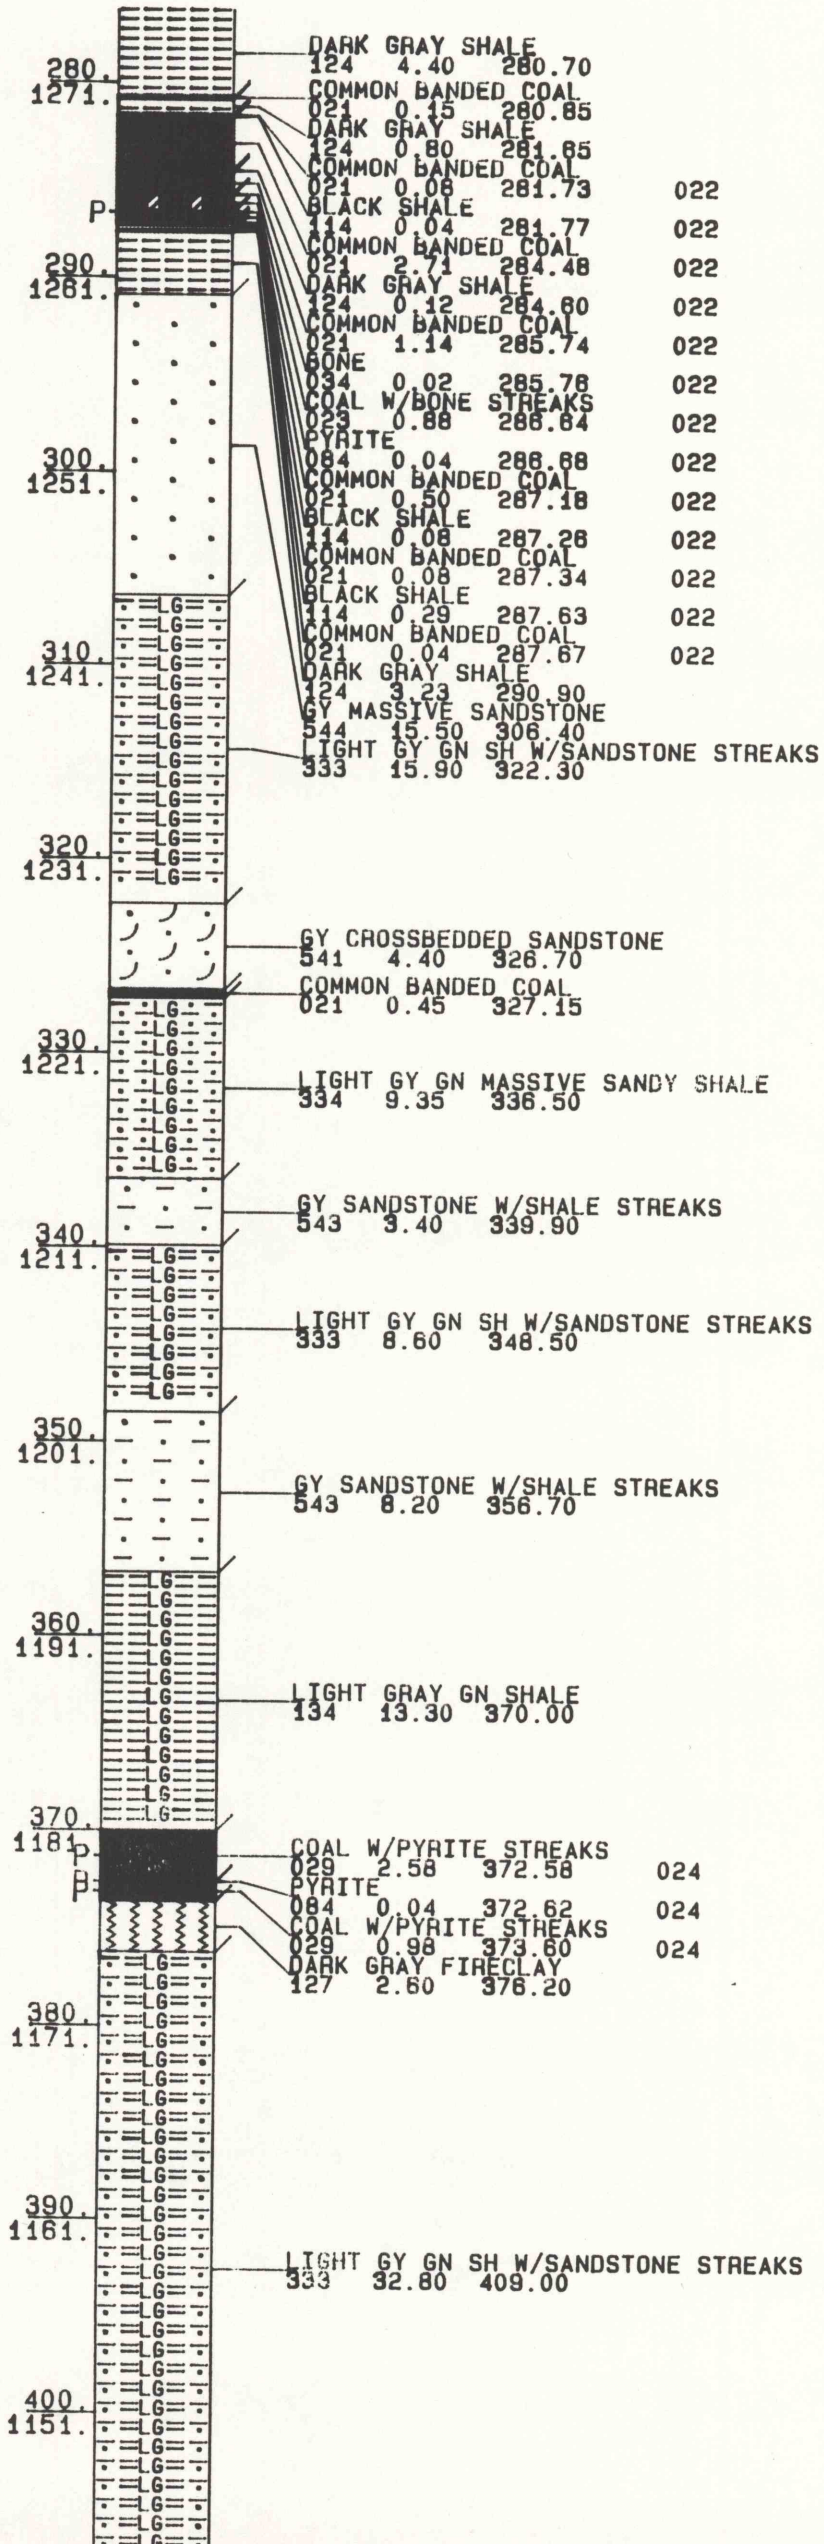 280.
1271.
P
290.
1261.
300.
1251.
310.
1241.
320.
1231.
330.
1221.
340.
1211.
350.
1201.
360.
1191.
370.
1181.
P
P
380.
1171.
390.
1161.
400.
1151.
DARK GRAY SHALE
124 4.40 280.70
COMMON BANDED COAL
021 0.15 280.85
DARK GRAY SHALE
124 0.80 281.65
COMMON BANDED COAL
021 0.08 281.73 022
BLACK SHALE
114 0.04 281.77 022
COMMON BANDED COAL
021 2.71 284.48 022
DARK GRAY SHALE
124 0.12 284.60 022
COMMON BANDED COAL
021 1.14 285.74 022
BONE
034 0.02 285.76 022
COAL W/BONE STREAKS
023 0.88 286.64 022
PYRITE
084 0.04 286.68 022
COMMON BANDED COAL
021 0.50 287.18 022
BLACK SHALE
114 0.08 287.26 022
COMMON BANDED COAL
021 0.08 287.34 022
BLACK SHALE
114 0.29 287.63 022
COMMON BANDED COAL
021 0.04 287.67 022
DARK GRAY SHALE
124 3.23 290.90
GY MASSIVE SANDSTONE
544 15.50 306.40
LIGHT GY GN SH W/SANDSTONE STREAKS
333 15.90 322.30
GY CROSSBEDDED SANDSTONE
541 4.40 326.70
COMMON BANDED COAL
021 0.45 327.15
LIGHT GY GN MASSIVE SANDY SHALE
334 9.35 336.50
GY SANDSTONE W/SHALE STREAKS
543 3.40 339.90
LIGHT GY GN SH W/SANDSTONE STREAKS
333 8.60 348.50
GY SANDSTONE W/SHALE STREAKS
543 8.20 356.70
LIGHT GRAY GN SHALE
134 13.30 370.00
COAL W/PYRITE STREAKS
029 2.58 372.58 024
PYRITE
084 0.04 372.62 024
COAL W/PYRITE STREAKS
029 0.98 373.60 024
DARK GRAY FIRECLAY
127 2.60 376.20
LIGHT GY GN SH W/SANDSTONE STREAKS
333 32.80 409.00